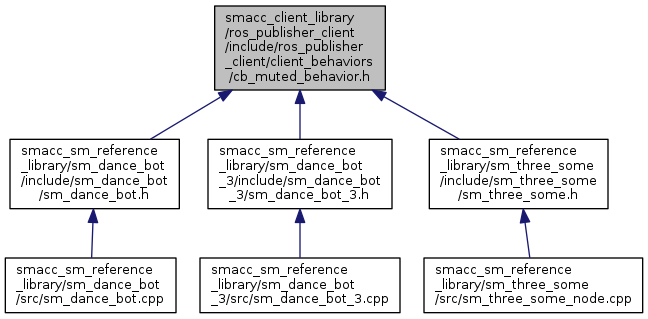 smacc_client_library
/ros_publisher_client
/include/ros_publisher
_client/client_behaviors
/cb_muted_behavior.h
smacc_sm_reference
_library/sm_dance_bot
/include/sm_dance_bot
/sm_dance_bot.h
smacc_sm_reference
_library/sm_dance_bot
_3/include/sm_dance_bot
_3/sm_dance_bot_3.h
smacc_sm_reference
_library/sm_three_some
/include/sm_three_some
/sm_three_some.h
smacc_sm_reference
_library/sm_dance_bot
/src/sm_dance_bot.cpp
smacc_sm_reference
_library/sm_dance_bot
_3/src/sm_dance_bot_3.cpp
smacc_sm_reference
_library/sm_three_some
/src/sm_three_some_node.cpp